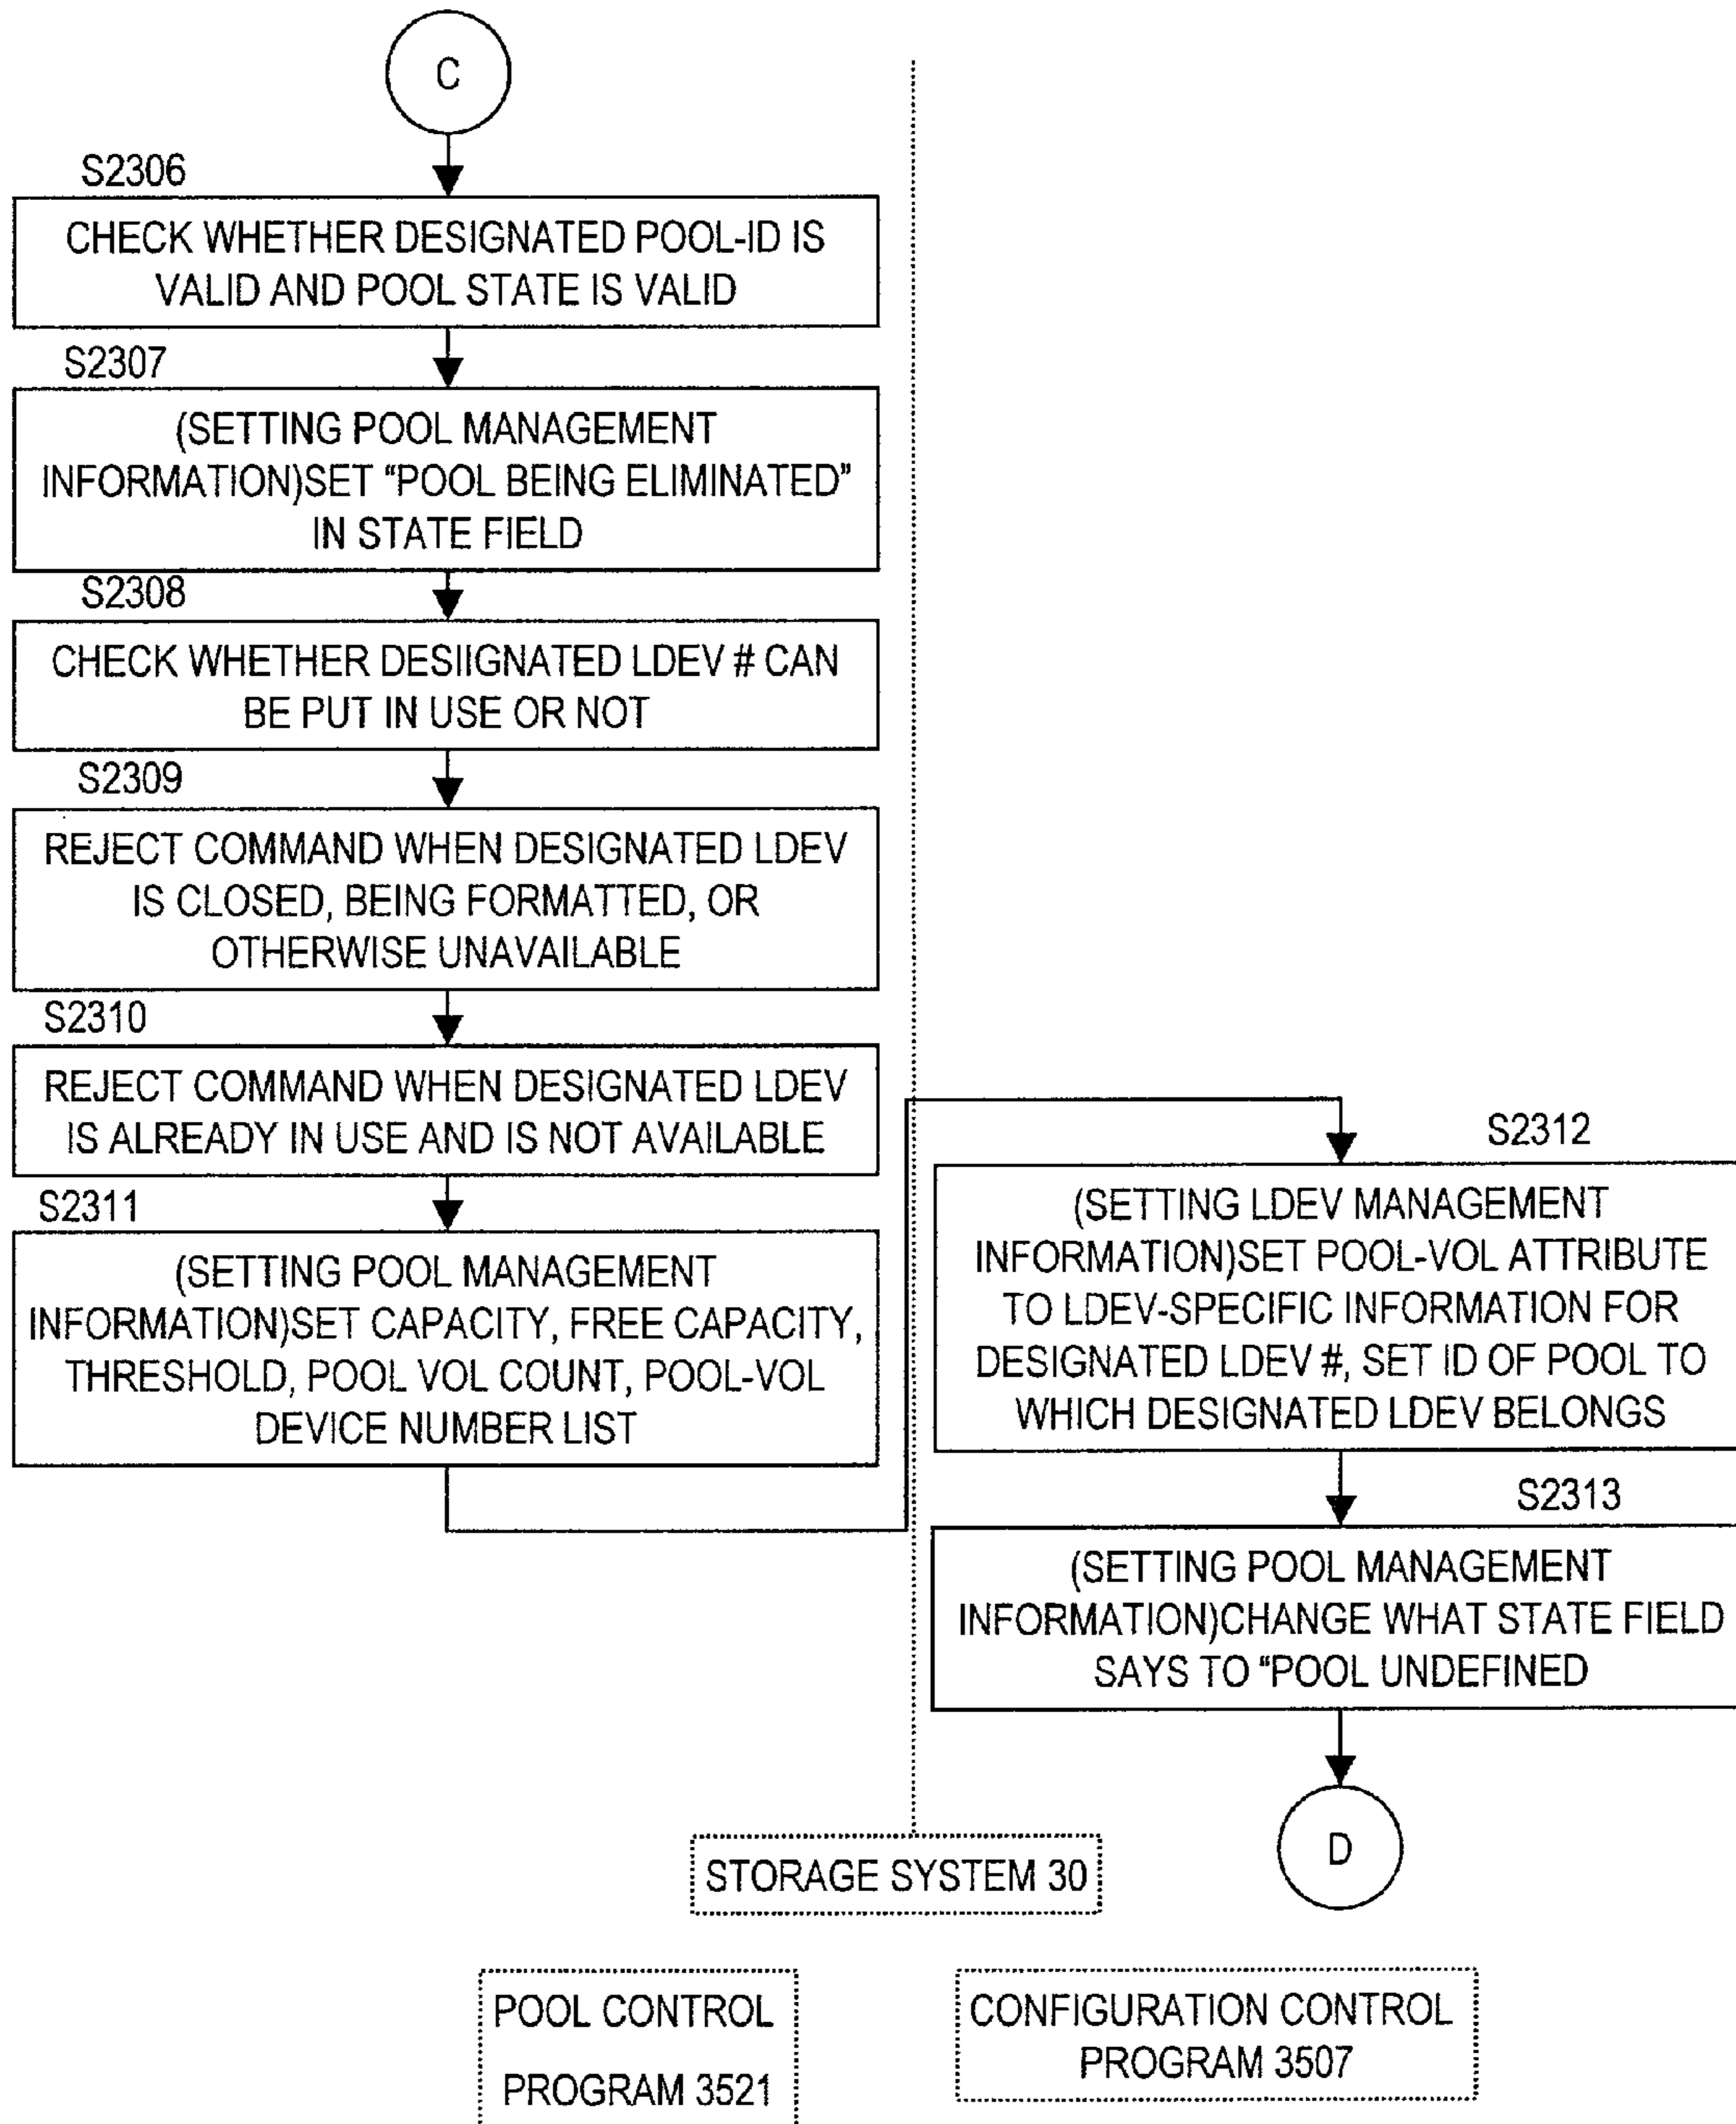 C
S2306
CHECK WHETHER DESIGNATED POOL-ID IS
VALID AND POOL STATE IS VALID
S2307
(SETTING POOL MANAGEMENT
INFORMATION)SET “POOL BEING ELIMINATED”
IN STATE FIELD
S2308
CHECK WHETHER DESIIGNATED LDEV # CAN
BE PUT IN USE OR NOT
S2309
REJECT COMMAND WHEN DESIGNATED LDEV
IS CLOSED, BEING FORMATTED, OR
OTHERWISE UNAVAILABLE
S2310
REJECT COMMAND WHEN DESIGNATED LDEV
IS ALREADY IN USE AND IS NOT AVAILABLE
S2311
(SETTING POOL MANAGEMENT
INFORMATION)SET CAPACITY, FREE CAPACITY,
THRESHOLD, POOL VOL COUNT, POOL-VOL
DEVICE NUMBER LIST
S2312
(SETTING LDEV MANAGEMENT
INFORMATION)SET POOL-VOL ATTRIBUTE
TO LDEV-SPECIFIC INFORMATION FOR
DESIGNATED LDEV #, SET ID OF POOL TO
WHICH DESIGNATED LDEV BELONGS
S2313
(SETTING POOL MANAGEMENT
INFORMATION)CHANGE WHAT STATE FIELD
SAYS TO “POOL UNDEFINED
D
STORAGE SYSTEM 30
POOL CONTROL
PROGRAM 3521
CONFIGURATION CONTROL
PROGRAM 3507